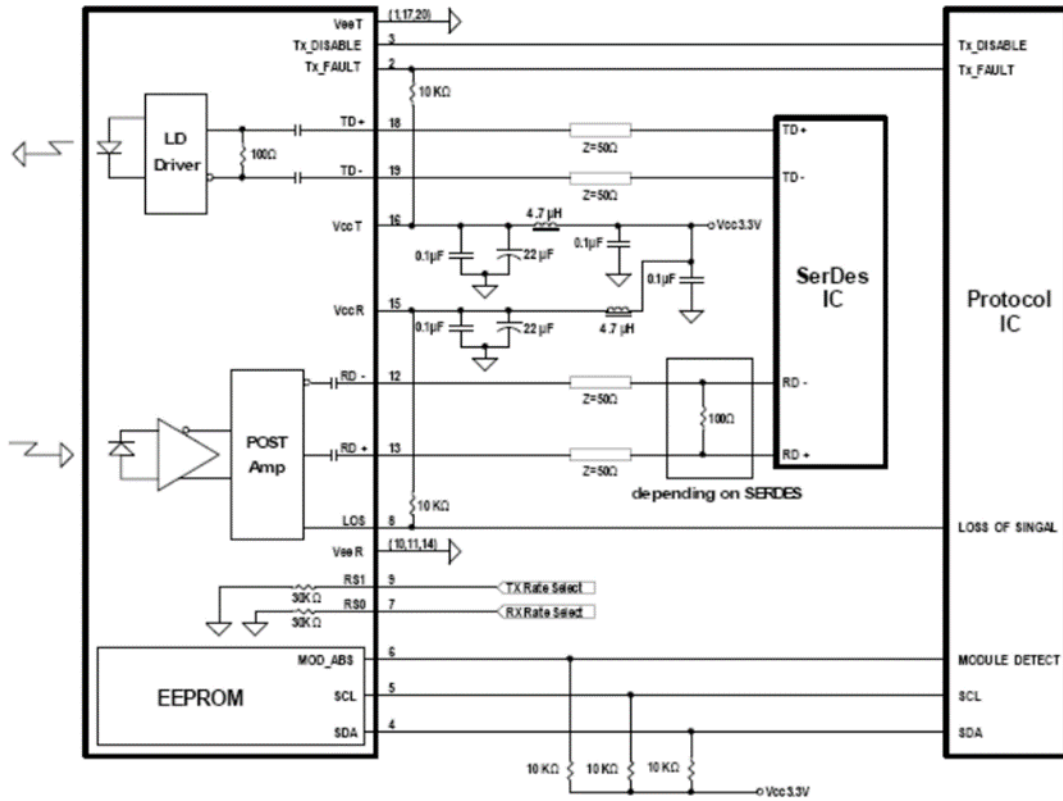 VeeT (1,17,20)
Tx_DISABLE 3 Tx_DISABLE
Tx_FAULT 2 Tx_FAULT
10 KΩ
LD
Driver
100Ω
TD+ 18 TD+
Z=50Ω
TD- 19 TD-
Z=50Ω
4.7 µH
VccT 16 Vcc3.3V
0.1µF 22 µF 0.1µF
0.1µF
SerDes
IC
Protocol
IC
VccR 15
0.1µF 22 µF 4.7 µH
RD - 12 RD -
Z=50Ω
100Ω
POST
Amp
RD + 13 RD +
Z=50Ω
depending on SERDES
10 KΩ
LOS 8 LOSS OF SINGAL
VeeR (10,11,14)
RS1 9 TX Rate Select
30KΩ
RS0 7 RX Rate Select
30KΩ
MOD_ABS 6 MODULE DETECT
EEPROM
SCL 5 SCL
SDA 4 SDA
10 KΩ 10 KΩ 10 KΩ
Vcc3.3V